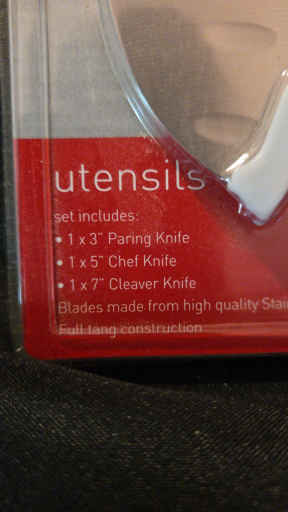 utensils
set includes:
• 1 x 3" Paring Knife
• 1 x 5" Chef Knife
• 1 x 7" Cleaver Knife
Blades made from high quality
Full tang construction